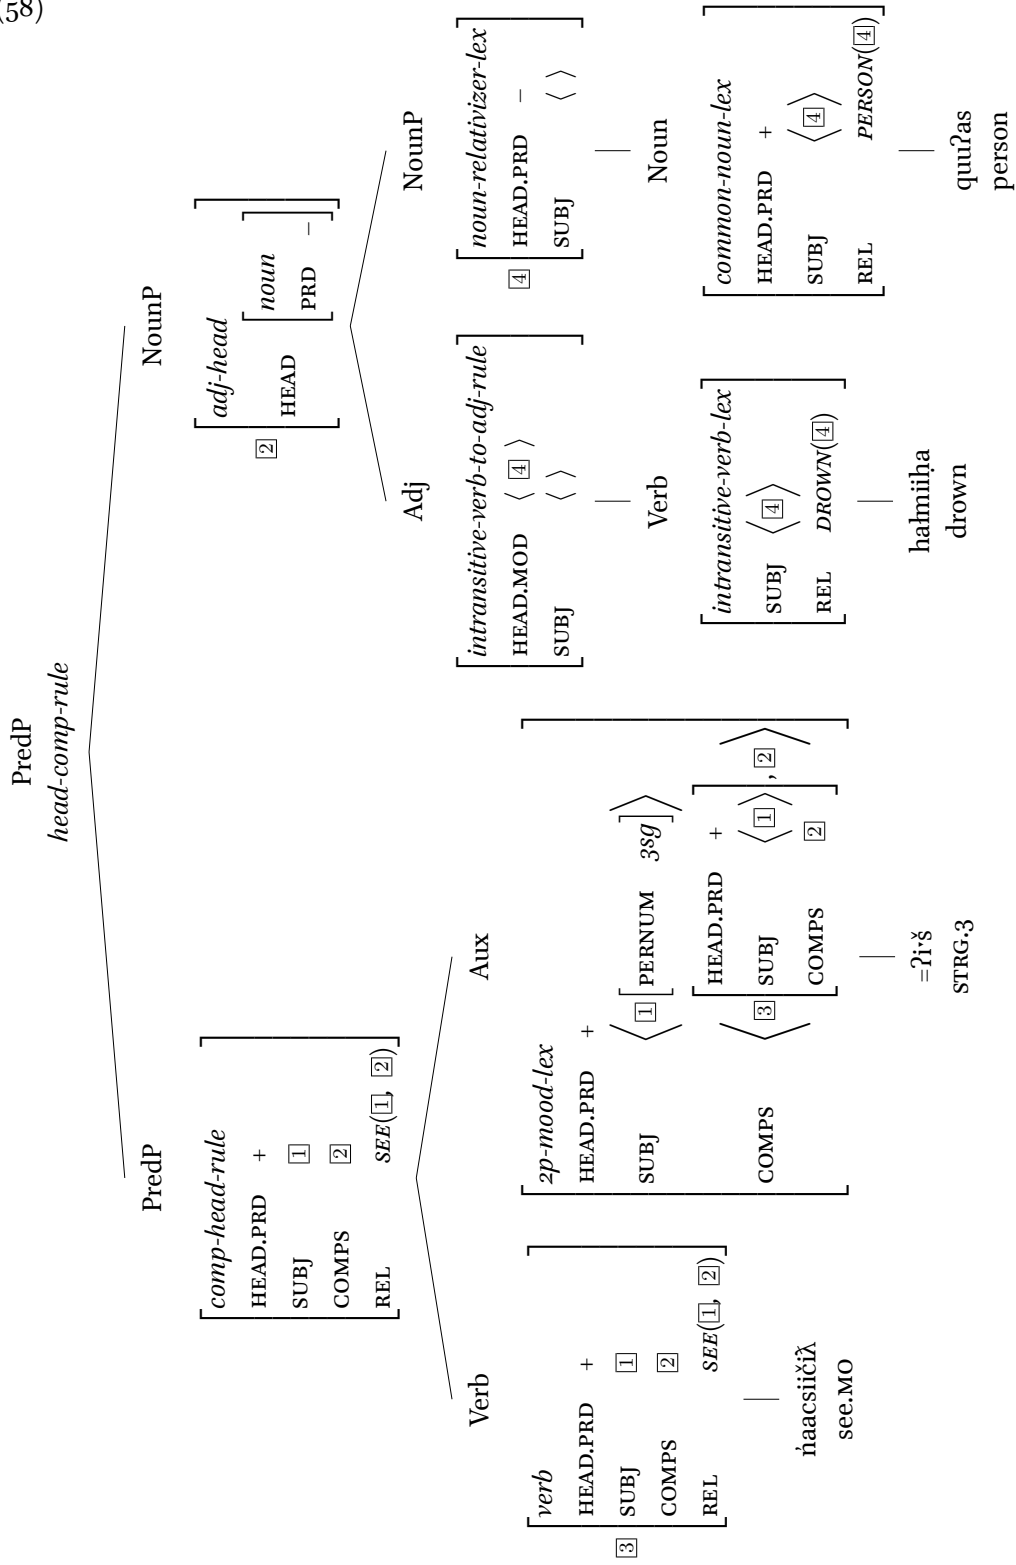 (58)
PredP
head-comp-rule
PredP
NounP
comp-head-rule
HEAD.PRD +
SUBJ 1
COMPS 2
REL SEE(1, 2)
2
adj-head
HEAD
noun
PRD −
Verb
Aux
Adj
NounP
3
verb
HEAD.PRD +
SUBJ 1
COMPS 2
REL SEE(1, 2)
2p-mood-lex
HEAD.PRD +
SUBJ ⟨ 1 [PERNUM 3sg] ⟩
COMPS ⟨ 3 [HEAD.PRD +
SUBJ ⟨ 1 ⟩
COMPS 2 ] , 2 ⟩
intransitive-verb-to-adj-rule
HEAD.MOD ⟨ 4 ⟩
SUBJ ⟨ ⟩
4
noun-relativizer-lex
HEAD.PRD −
SUBJ ⟨ ⟩
Verb
Noun
intransitive-verb-lex
SUBJ ⟨ 4 ⟩
REL DROWN(4)
common-noun-lex
HEAD.PRD +
SUBJ ⟨ 4 ⟩
REL PERSON(4)
n̓aacsiičiƛ̓
see.MO
=ʔi·š
STRG.3
hałmiiḥa
drown
quuʔas
person